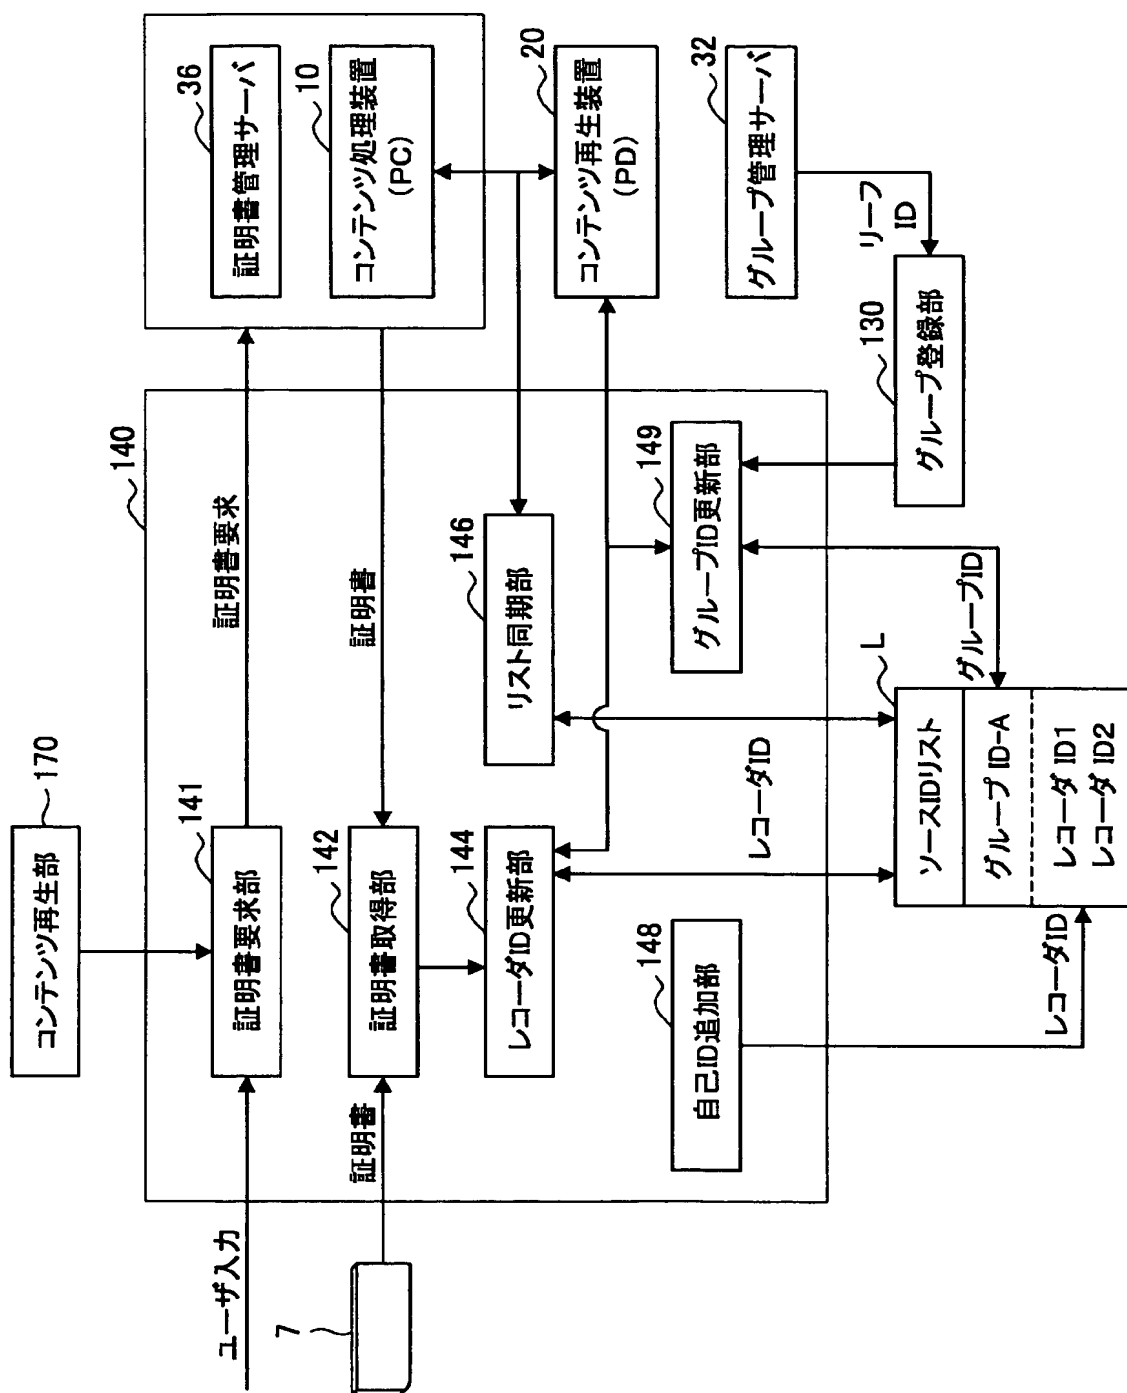 ユーザ入力
7
証明書
コンテンツ再生部
170
140
証明書要求部
141
証明書取得部
142
レコーダID更新部
144
自己ID追加部
148
証明書要求
証明書
リスト同期部
146
グループID更新部
149
証明書管理サーバ
36
コンテンツ処理装置
(PC)
10
コンテンツ再生装置
(PD)
20
グループ管理サーバ
32
リーフ
ID
グループ登録部
130
レコーダID
レコーダID
グループID
L
ソースIDリスト
グループ ID-A
レコーダ ID1
レコーダ ID2